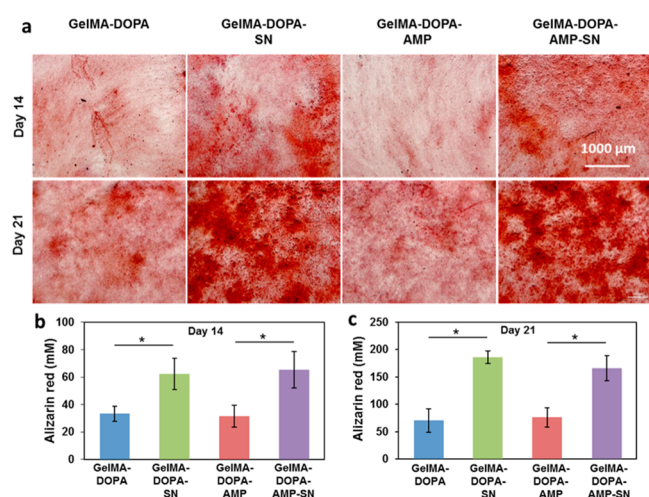 a
GelMA-DOPA
GelMA-DOPA-
SN
GelMA-DOPA-
AMP
GelMA-DOPA-
AMP-SN
Day 14
1000 µm
Day 21
b
Day 14
Alizarin red (mM)
100
80
60
40
20
0
GelMA-
DOPA
GelMA-
DOPA-
SN
GelMA-
DOPA-
AMP
GelMA-
DOPA-
AMP-SN
*
*
c
Day 21
Alizarin red (mM)
250
200
150
100
50
0
GelMA-
DOPA
GelMA-
DOPA-
SN
GelMA-
DOPA-
AMP
GelMA-
DOPA-
AMP-SN
*
*